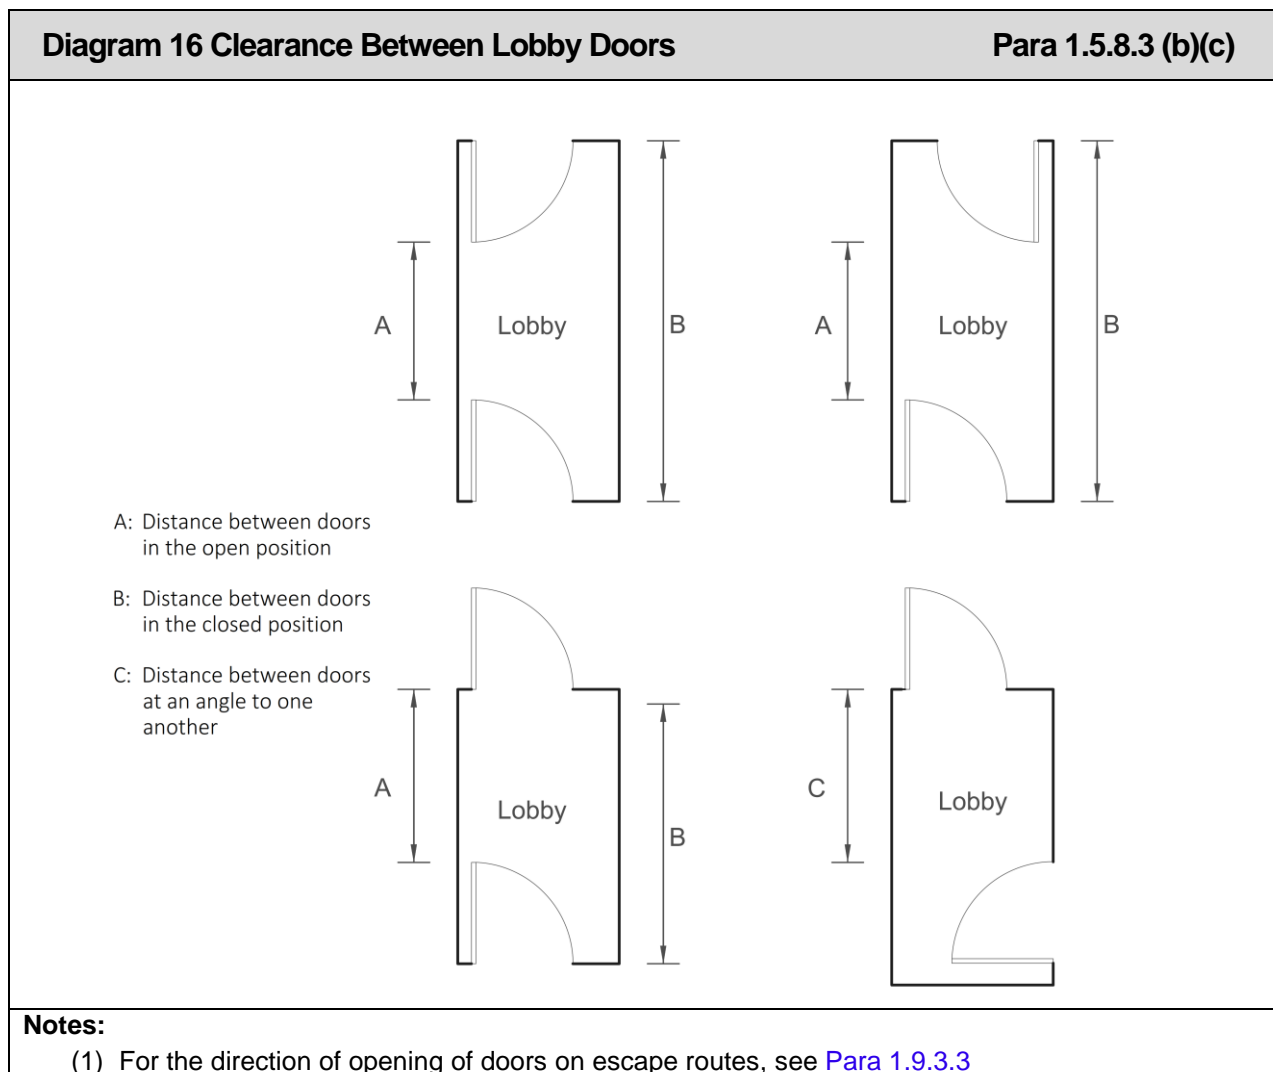 Diagram 16 Clearance Between Lobby Doors Para 1.5.8.3 (b)(c)
A Lobby B A Lobby B
A: Distance between doors
in the open position
B: Distance between doors
in the closed position
C: Distance between doors
at an angle to one
another
A Lobby B C Lobby
Notes:
(1) For the direction of opening of doors on escape routes, see Para 1.9.3.3